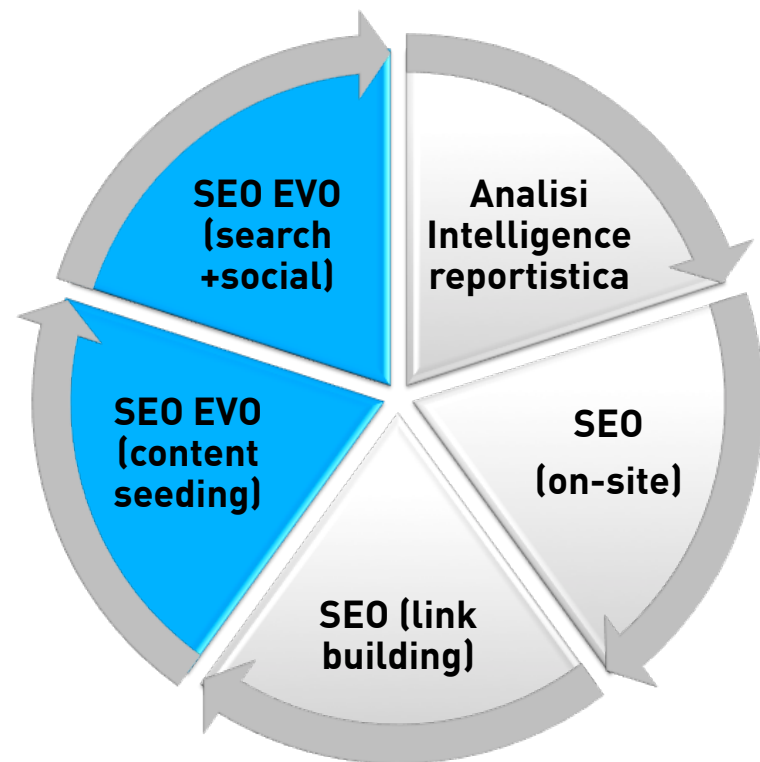 Analisi
Intelligence
reportistica
SEO
(on-site)
SEO (link
building)
SEO EVO
(content
seeding)
SEO EVO
(search
+social)